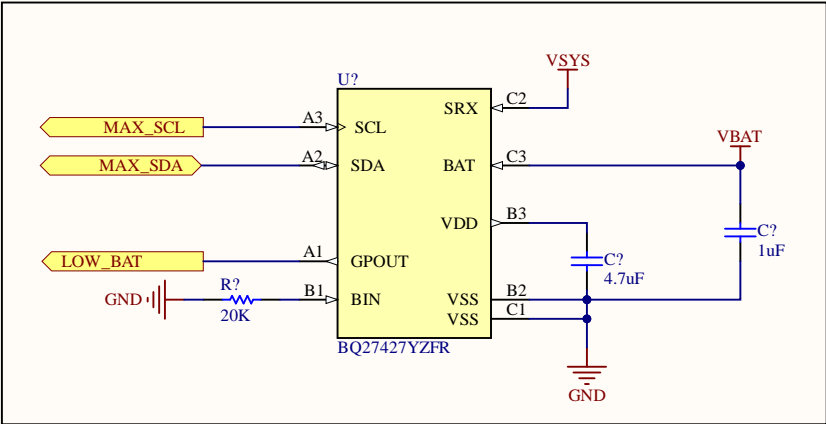 VSYS
U?
SRX
C2
MAX_SCL
A3
SCL
VBAT
MAX_SDA
A2
SDA
BAT
C3
VDD
B3
C?
1uF
LOW_BAT
A1
GPOUT
C?
4.7uF
GND
R?
20K
B1
BIN
VSS
B2
VSS
C1
BQ27427YZFR
GND